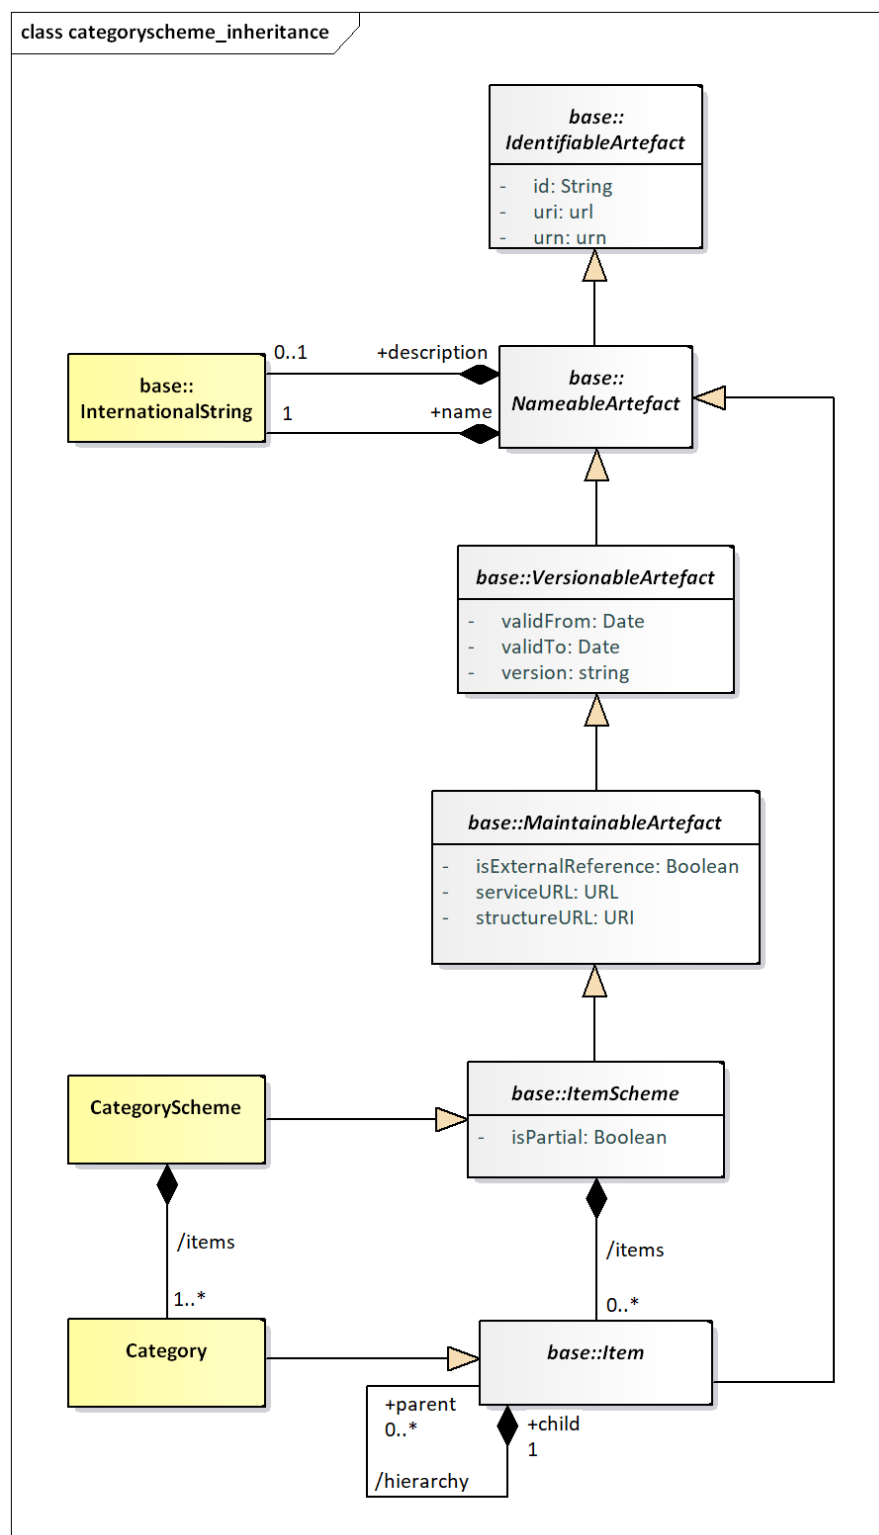 class categoryscheme_inheritance
base::
IdentifiableArtefact
- id: String
- uri: url
- urn: urn
0..1
+description
base::
InternationalString
1
+name
base::
NameableArtefact
base::VersionableArtefact
- validFrom: Date
- validTo: Date
- version: string
base::MaintainableArtefact
- isExternalReference: Boolean
- serviceURL: URL
- structureURL: URI
CategoryScheme
base::ItemScheme
- isPartial: Boolean
/items
1..*
/items
0..*
Category
base::Item
+parent
0..*
+child
1
/hierarchy